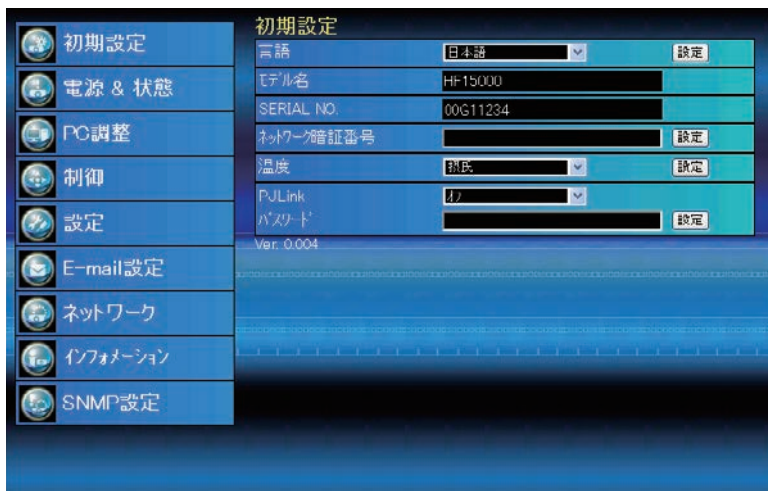 初期設定
電源 & 状態
PC調整
制御
設定
E-mail設定
ネットワーク
インフォメーション
SNMP設定
初期設定
言語 日本語 設定
モデル名 HF15000
SERIAL NO. 00G11234
ネットワーク暗証番号 設定
温度 摂氏 設定
PJLink オフ
パスワード 設定
Ver. 0.004